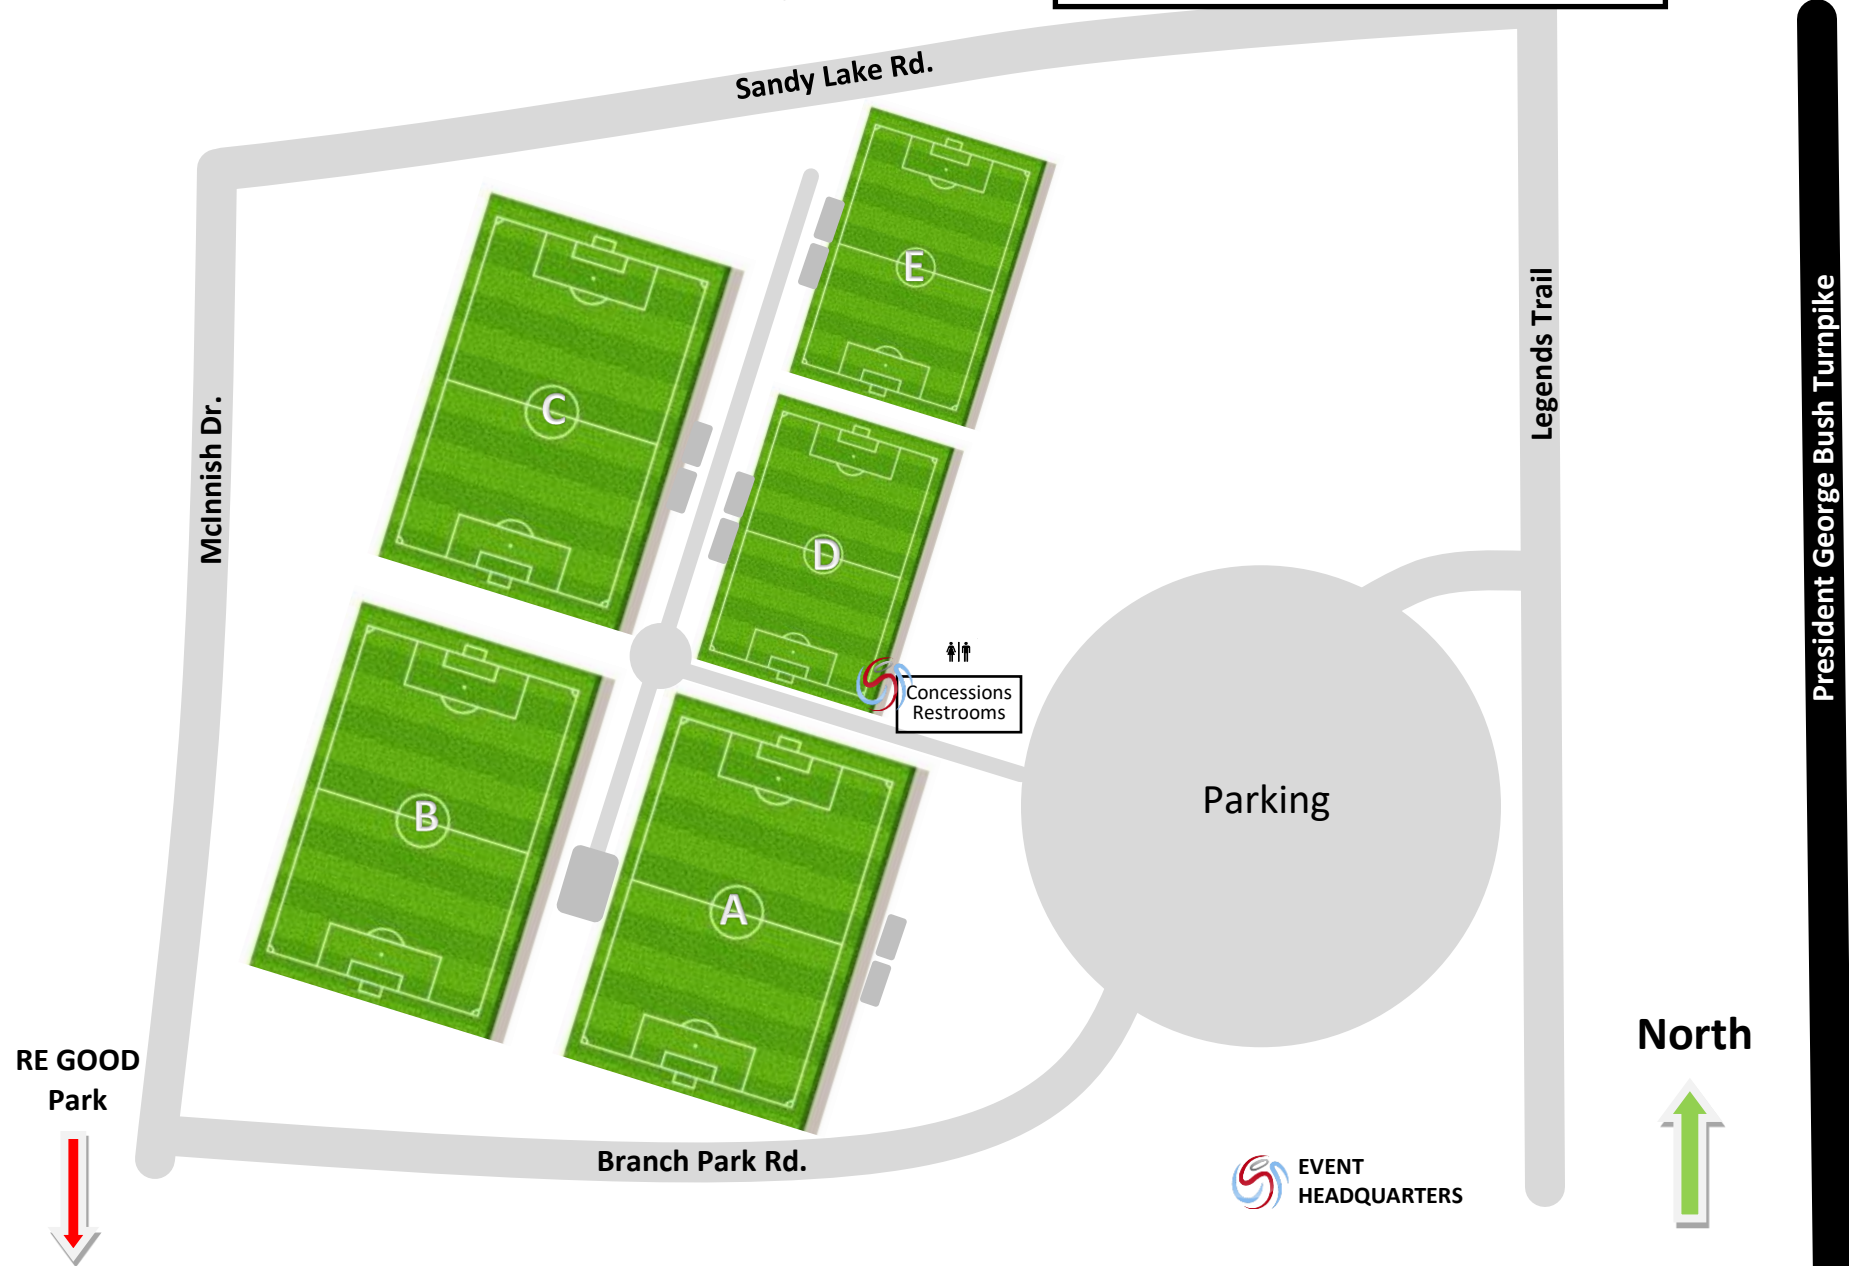 Sandy Lake Rd.
E
C
Legends Trail
President George Bush Turnpike
McInnish Dr.
D
Concessions
Restrooms
Parking
B
A
North
RE GOOD
Park
Branch Park Rd.
EVENT
HEADQUARTERS